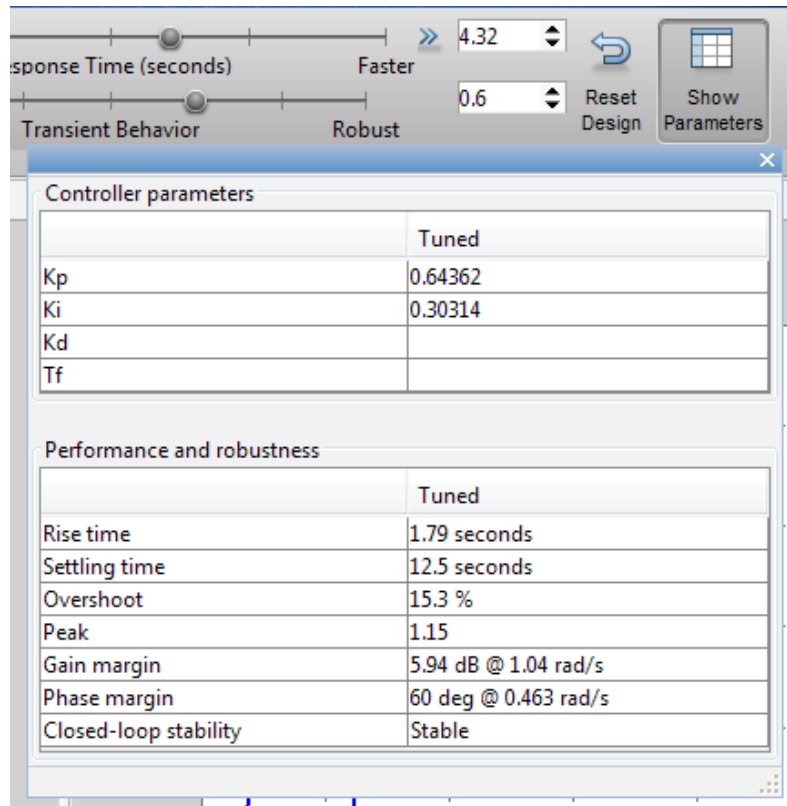 4.32
esponse Time (seconds) Faster
0.6
Reset Design
Show Parameters
Transient Behavior Robust
Controller parameters
Tuned
Kp 0.64362
Ki 0.30314
Kd
Tf
Performance and robustness
Tuned
Rise time 1.79 seconds
Settling time 12.5 seconds
Overshoot 15.3 %
Peak 1.15
Gain margin 5.94 dB @ 1.04 rad/s
Phase margin 60 deg @ 0.463 rad/s
Closed-loop stability Stable